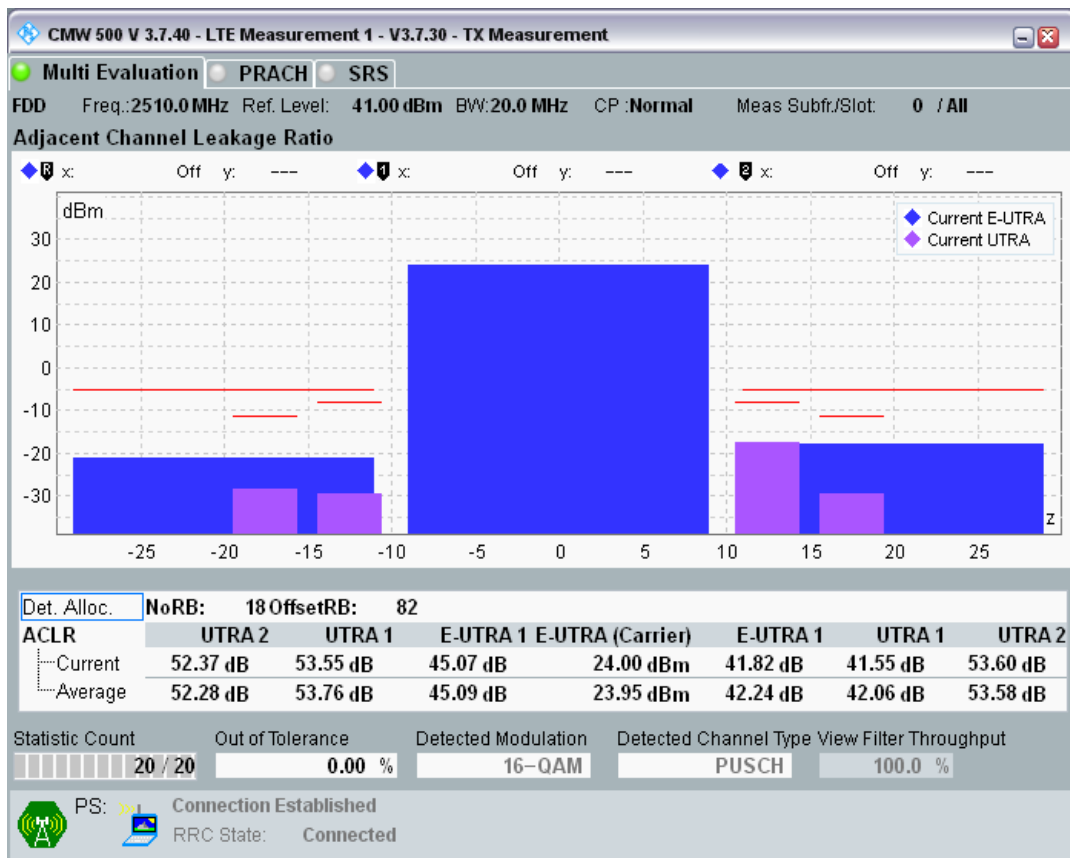 CMW 500 V 3.7.40 - LTE Measurement 1 - V3.7.30 - TX Measurement
Multi Evaluation PRACH SRS
FDD Freq.:2510.0 MHz Ref. Level: 41.00 dBm BW:20.0 MHz CP :Normal Meas Subfr./Slot: 0 / All
Adjacent Channel Leakage Ratio
R x: Off y: --- 1 x: Off y: --- 2 x: Off y: ---
dBm
Current E-UTRA
Current UTRA
30
20
10
0
-10
-20
-30
z
-25 -20 -15 -10 -5 0 5 10 15 20 25
Det. Alloc. NoRB: 18 OffsetRB: 82
ACLR UTRA 2 UTRA 1 E-UTRA 1 E-UTRA (Carrier) E-UTRA 1 UTRA 1 UTRA 2
Current 52.37 dB 53.55 dB 45.07 dB 24.00 dBm 41.82 dB 41.55 dB 53.60 dB
Average 52.28 dB 53.76 dB 45.09 dB 23.95 dBm 42.24 dB 42.06 dB 53.58 dB
Statistic Count Out of Tolerance Detected Modulation Detected Channel Type View Filter Throughput
20 / 20 0.00 % 16-QAM PUSCH 100.0 %
PS: Connection Established
RRC State: Connected